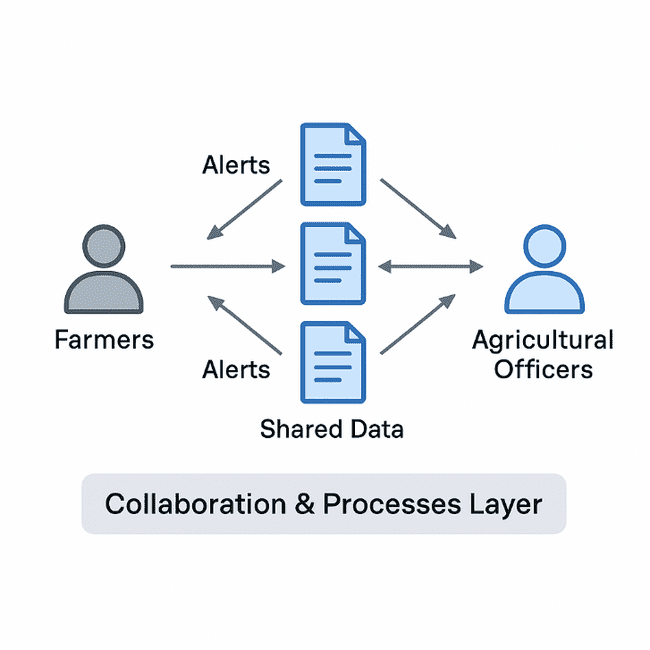 Alerts
Farmers
Alerts
Agricultural
Officers
Shared Data
Collaboration & Processes Layer